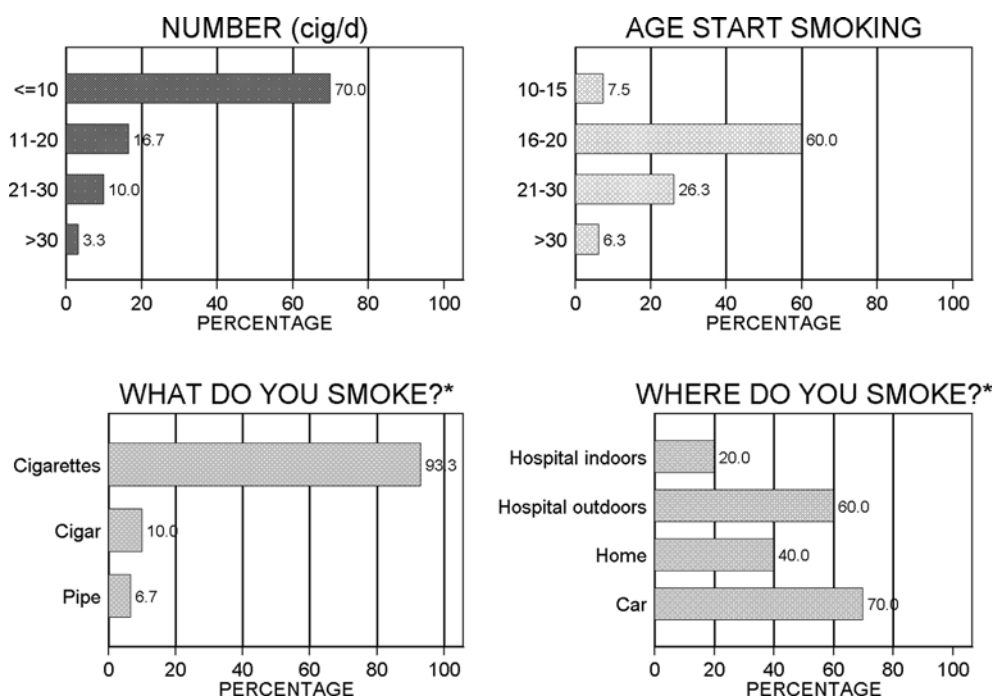 NUMBER (cig/d)
<=10 70.0
11-20 16.7
21-30 10.0
>30 3.3
0 20 40 60 80 100
PERCENTAGE
AGE START SMOKING
10-15 7.5
16-20 60.0
21-30 26.3
>30 6.3
0 20 40 60 80 100
PERCENTAGE
WHAT DO YOU SMOKE?*
Cigarettes 93.3
Cigar 10.0
Pipe 6.7
0 20 40 60 80 100
PERCENTAGE
WHERE DO YOU SMOKE?*
Hospital indoors 20.0
Hospital outdoors 60.0
Home 40.0
Car 70.0
0 20 40 60 80 100
PERCENTAGE